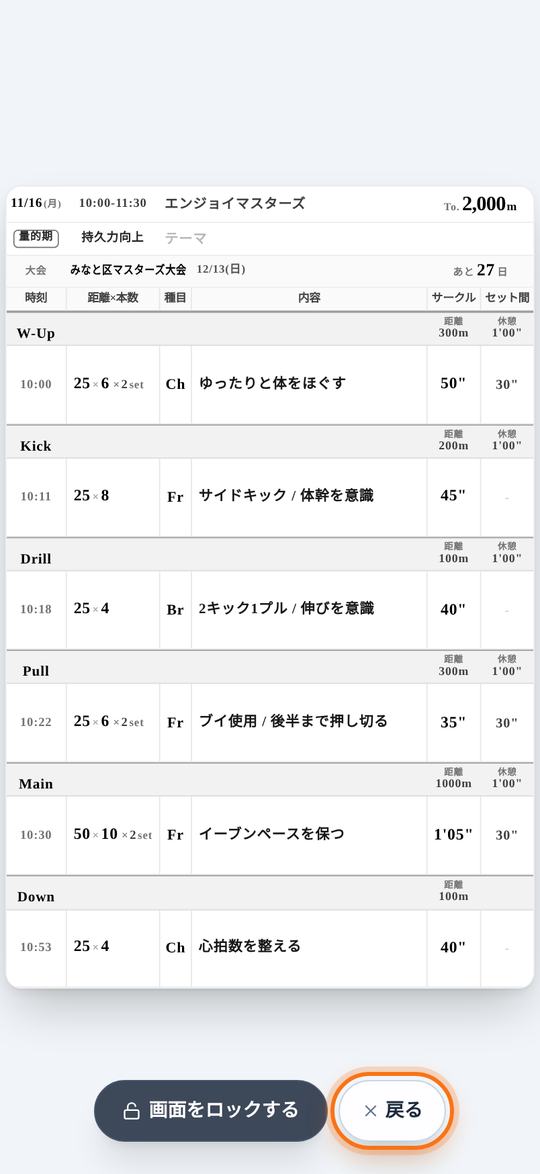 11/16(月) 10:00-11:30 エンジョイマスターズ To. 2,000m
量的期 持久力向上 テーマ
大会 みなと区マスターズ大会 12/13(日) あと 27 日
時刻 距離×本数 種目 内容 サークル セット間
W-Up 距離 300m 休憩 1'00"
10:00 25×6 ×2set Ch ゆったりと体をほぐす 50" 30"
Kick 距離 200m 休憩 1'00"
10:11 25×8 Fr サイドキック / 体幹を意識 45" -
Drill 距離 100m 休憩 1'00"
10:18 25×4 Br 2キック1プル / 伸びを意識 40" -
Pull 距離 300m 休憩 1'00"
10:22 25×6 ×2set Fr ブイ使用 / 後半まで押し切る 35" 30"
Main 距離 1000m 休憩 1'00"
10:30 50×10 ×2set Fr イーブンペースを保つ 1'05" 30"
Down 距離 100m
10:53 25×4 Ch 心拍数を整える 40" -
画面をロックする × 戻る